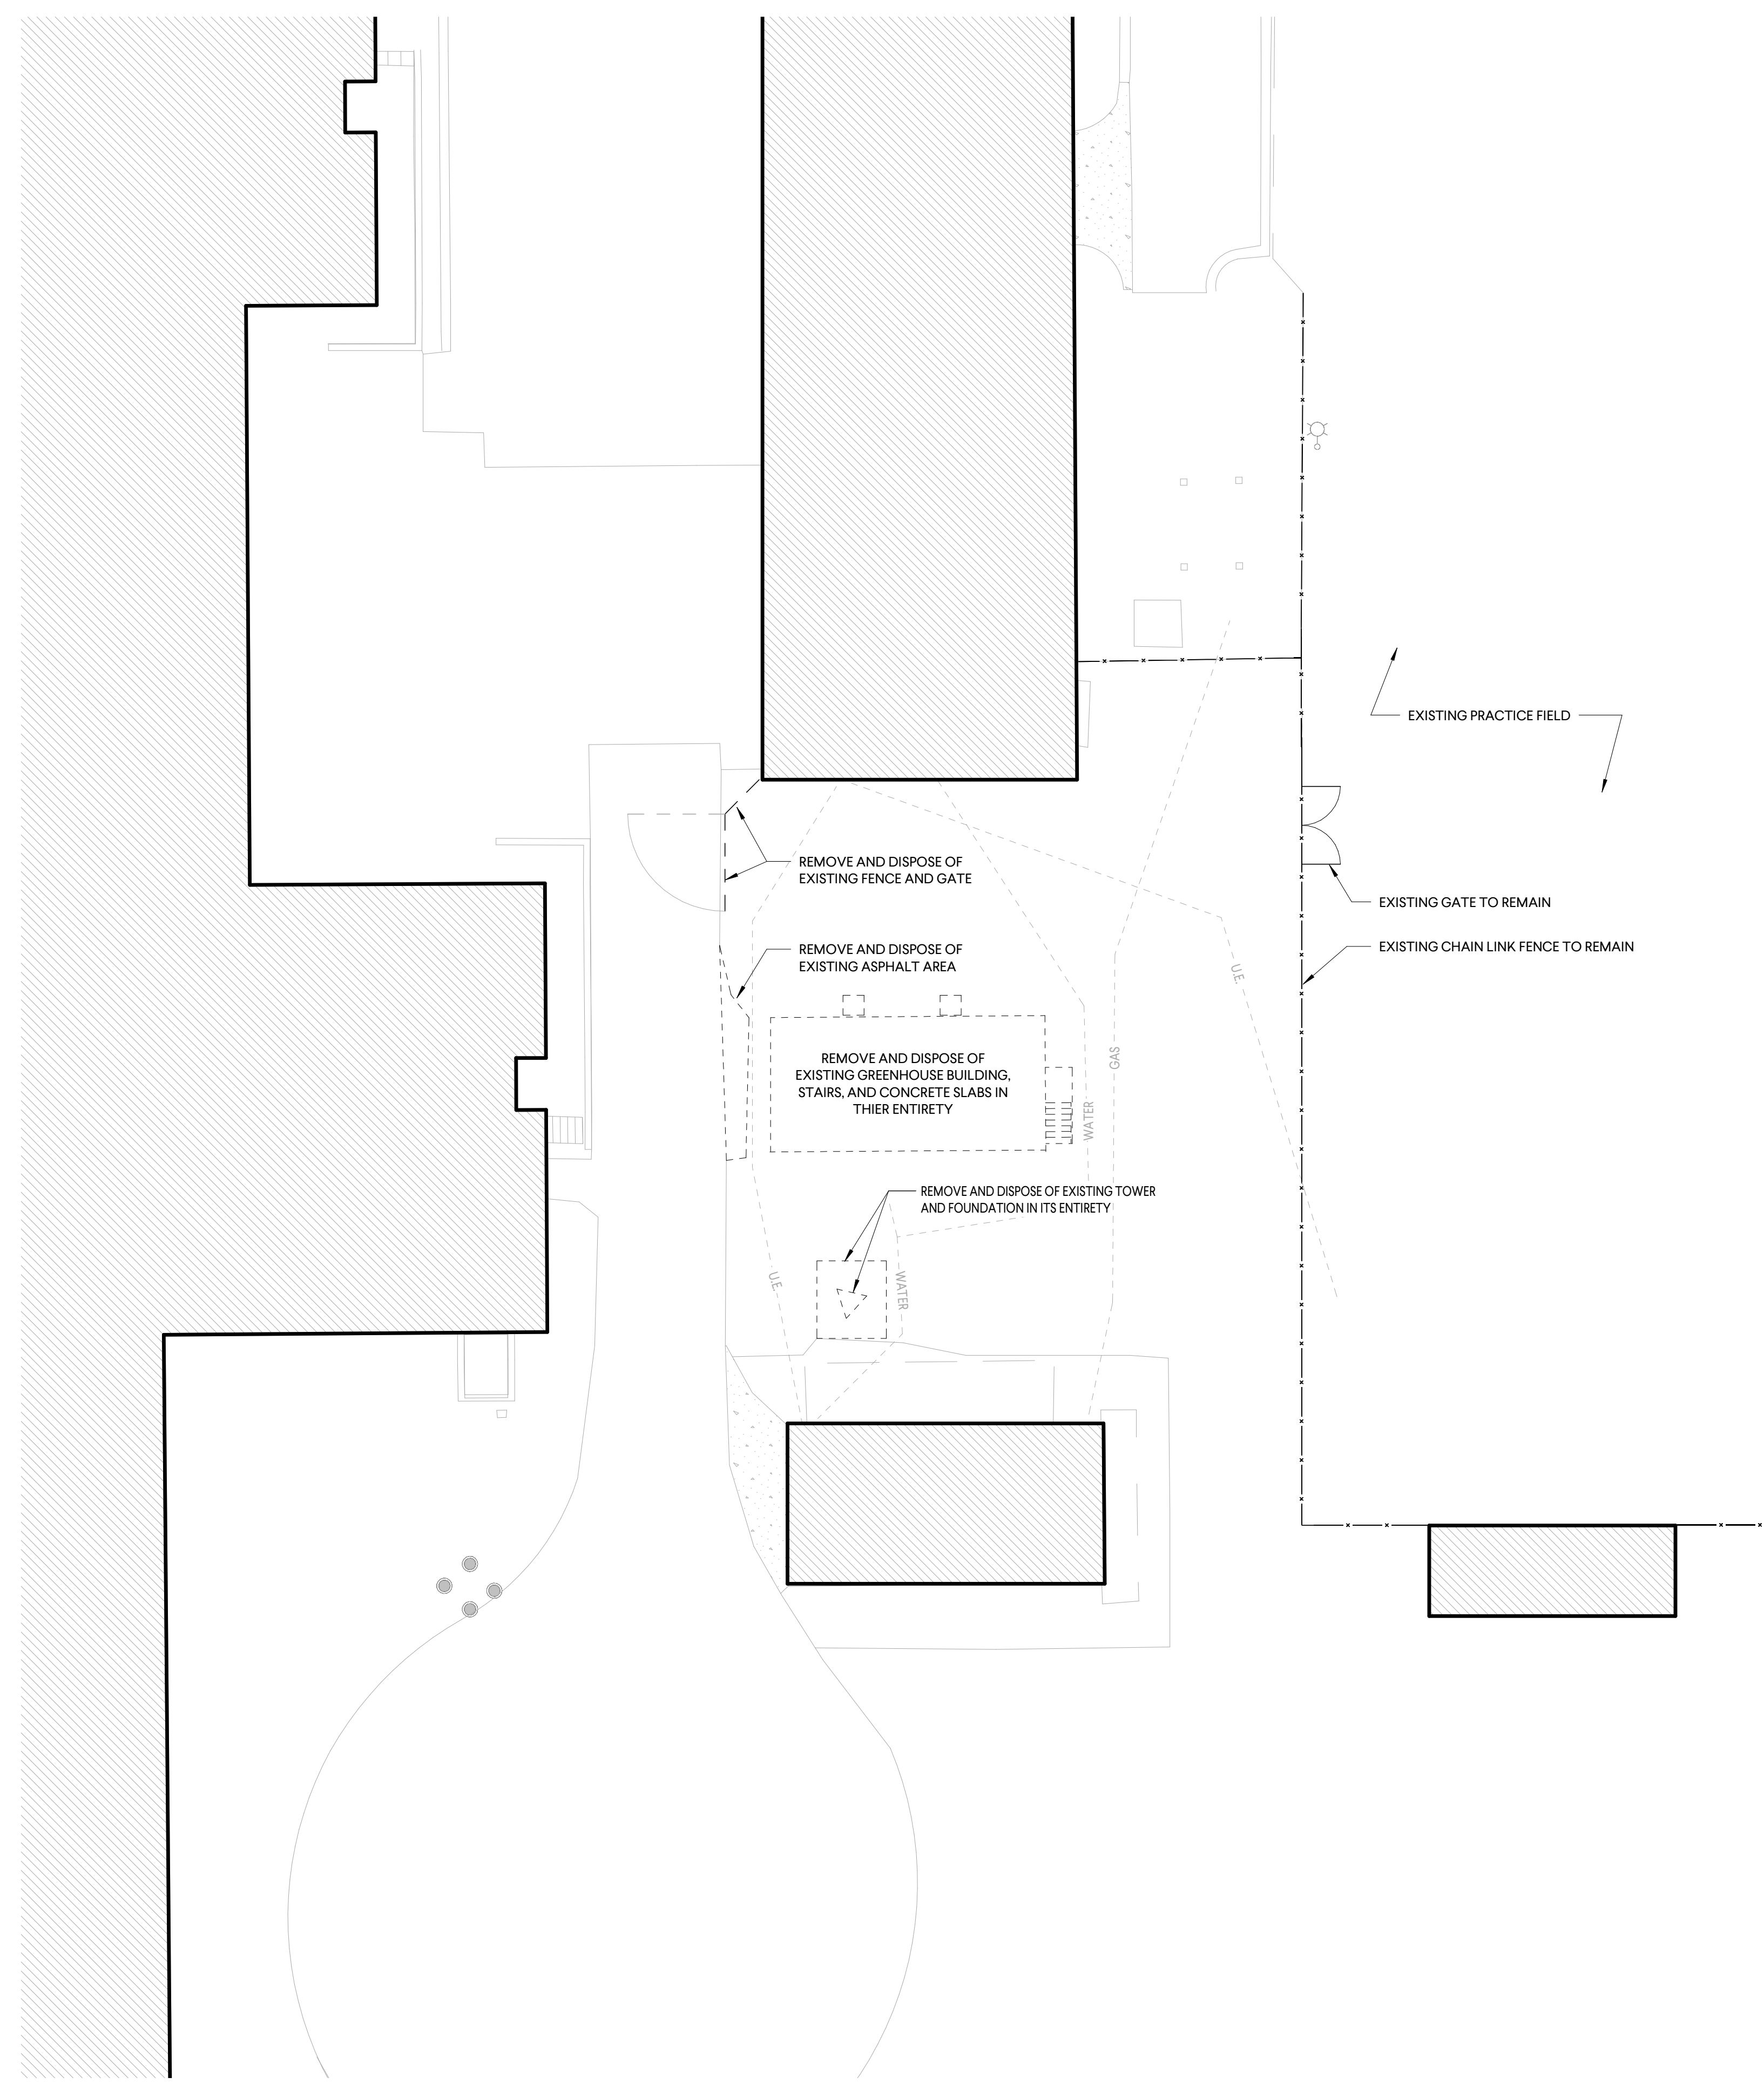 EXISTING PRACTICE FIELD
REMOVE AND DISPOSE OF
EXISTING FENCE AND GATE
EXISTING GATE TO REMAIN
REMOVE AND DISPOSE OF
EXISTING ASPHALT AREA
EXISTING CHAIN LINK FENCE TO REMAIN
U.E.
GAS
REMOVE AND DISPOSE OF
EXISTING GREENHOUSE BUILDING,
STAIRS, AND CONCRETE SLABS IN
THIER ENTIRETY
WATER
REMOVE AND DISPOSE OF EXISTING TOWER
AND FOUNDATION IN ITS ENTIRETY
U.E.
WATER